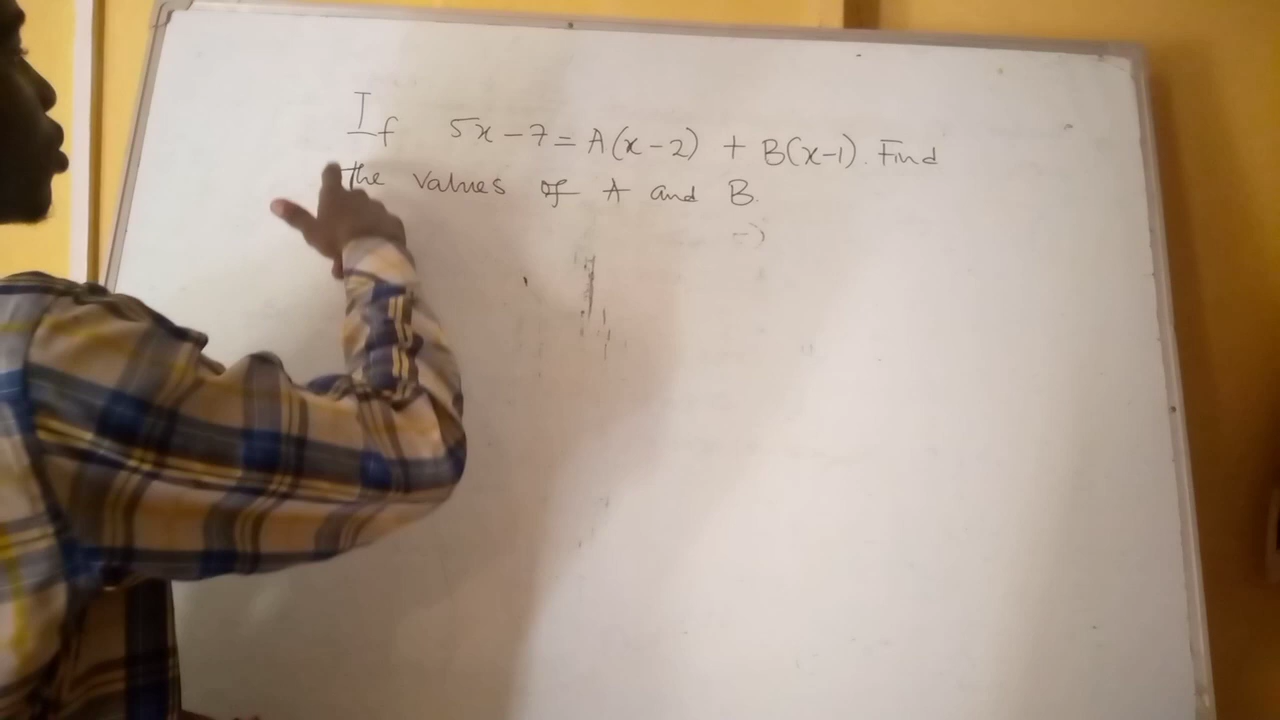 If 5x - 7 = A(x - 2) + B(x - 1). Find
the values of A and B.